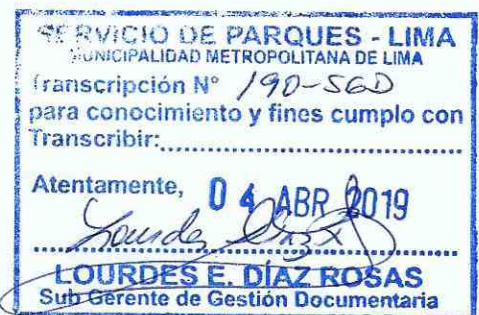 SERVICIO DE PARQUES - LIMA
MUNICIPALIDAD METROPOLITANA DE LIMA
Transcripción N° 190-SGD
para conocimiento y fines cumplo con
Transcribir:........................
Atentamente, 04 ABR 2019
LOURDES E. DÍAZ ROSAS
Sub Gerente de Gestión Documentaria